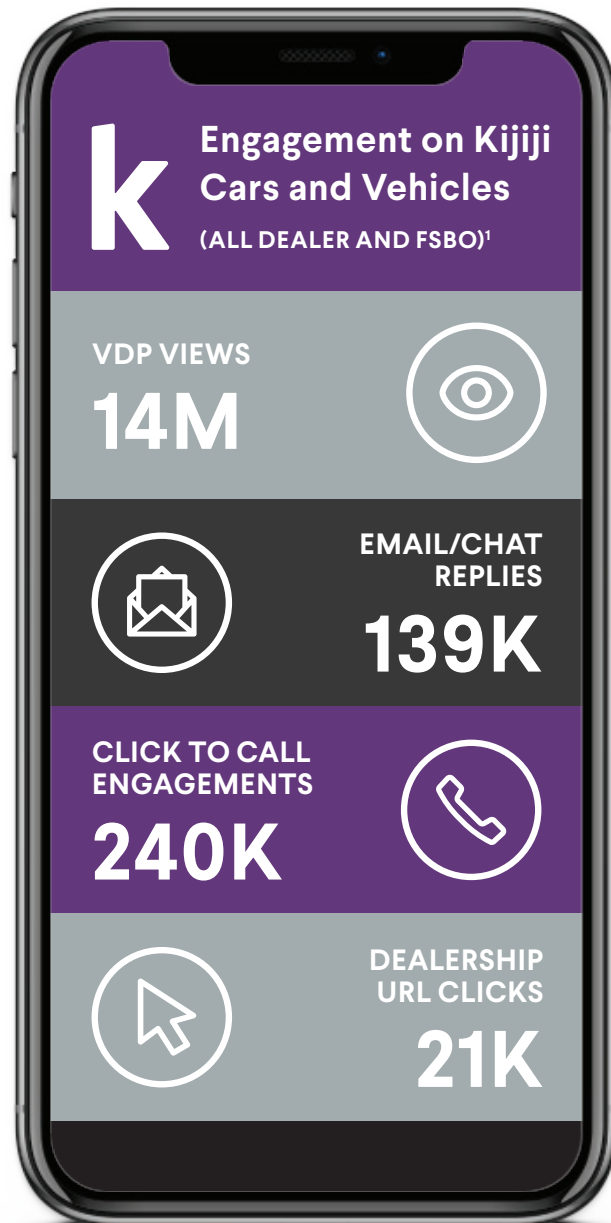 k
Engagement on Kijiji
Cars and Vehicles
(ALL DEALER AND FSBO)¹
VDP VIEWS
14M
EMAIL/CHAT
REPLIES
139K
CLICK TO CALL
ENGAGEMENTS
240K
DEALERSHIP
URL CLICKS
21K